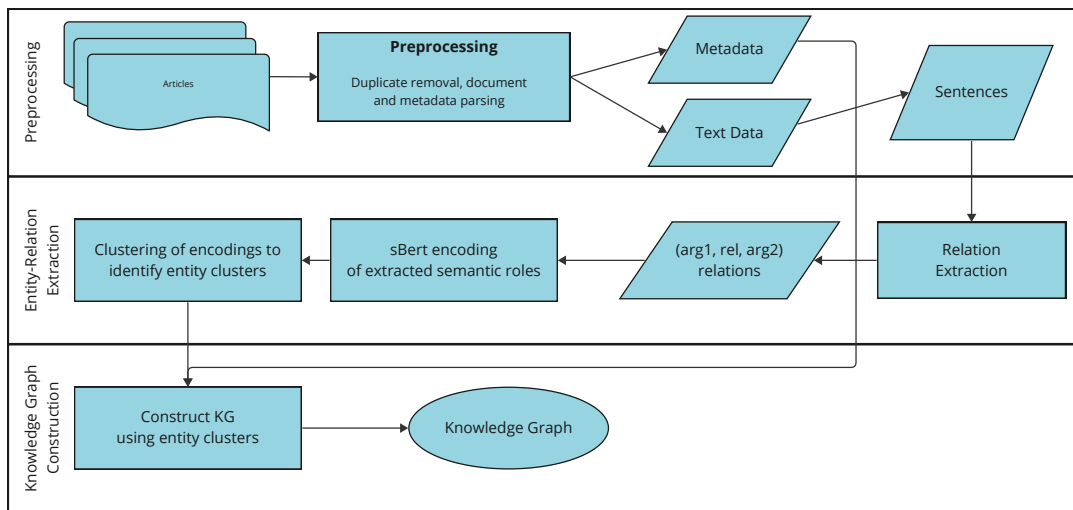 Preprocessing
Articles
Preprocessing
Duplicate removal, document
and metadata parsing
Metadata
Text Data
Sentences
Entity-Relation
Extraction
Clustering of encodings to
identify entity clusters
sBert encoding
of extracted semantic roles
(arg1, rel, arg2)
relations
Relation
Extraction
Knowledge Graph
Construction
Construct KG
using entity clusters
Knowledge Graph